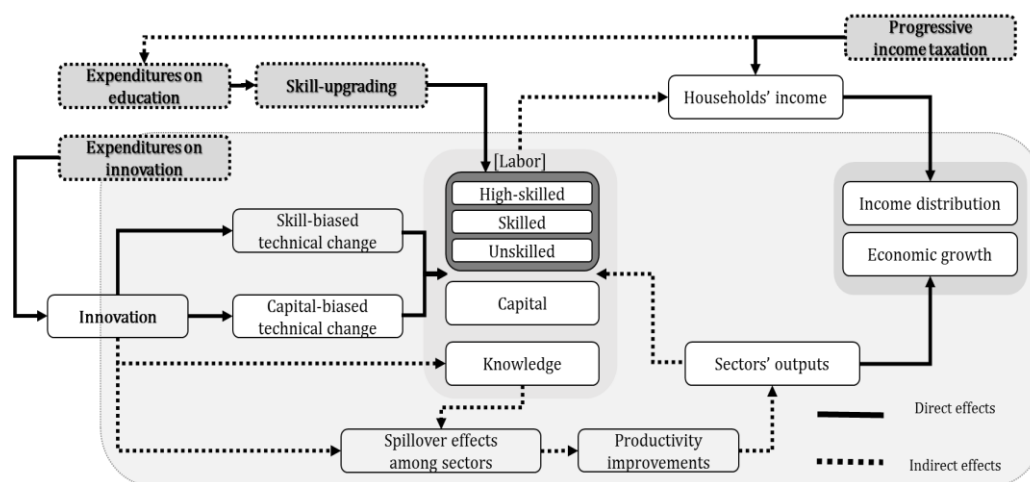 Progressive
income taxation
Expenditures on
education
Skill-upgrading
Households’ income
Expenditures on
innovation
[Labor]
High-skilled
Skilled
Unskilled
Income distribution
Economic growth
Skill-biased
technical change
Capital
Innovation
Capital-biased
technical change
Knowledge
Sectors’ outputs
Direct effects
Spillover effects
among sectors
Productivity
improvements
Indirect effects